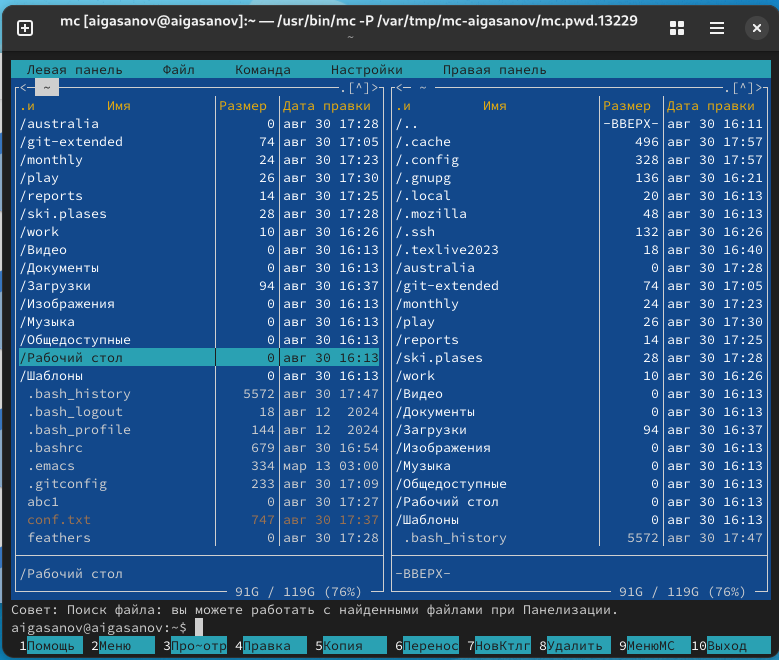 mc [aigasanov@aigasanov]:~ — /usr/bin/mc -P /var/tmp/mc-aigasanov/mc.pwd.13229
~
Левая панель Файл Команда Настройки Правая панель
<— ~ .[^]>
.и Имя Размер Дата правки
/australia 0 авг 30 17:28
/git-extended 74 авг 30 17:05
/monthly 24 авг 30 17:23
/play 26 авг 30 17:30
/reports 14 авг 30 17:25
/ski.plases 28 авг 30 17:28
/work 10 авг 30 16:26
/Видео 0 авг 30 16:13
/Документы 0 авг 30 16:13
/Загрузки 94 авг 30 16:37
/Изображения 0 авг 30 16:13
/Музыка 0 авг 30 16:13
/Общедоступные 0 авг 30 16:13
/Рабочий стол 0 авг 30 16:13
/Шаблоны 0 авг 30 16:13
.bash_history 5572 авг 30 17:47
.bash_logout 18 авг 12 2024
.bash_profile 144 авг 12 2024
.bashrc 679 авг 30 16:54
.emacs 334 мар 13 03:00
.gitconfig 233 авг 30 17:09
abc1 0 авг 30 17:27
conf.txt 747 авг 30 17:37
feathers 0 авг 30 17:28
/Рабочий стол
91G / 119G (76%)
<— ~ .[^]>
.и Имя Размер Дата правки
/.. -ВВЕРХ- авг 30 16:11
/.cache 496 авг 30 17:57
/.config 328 авг 30 17:57
/.gnupg 136 авг 30 16:21
/.local 20 авг 30 16:13
/.mozilla 48 авг 30 16:13
/.ssh 132 авг 30 16:26
/.texlive2023 18 авг 30 16:40
/australia 0 авг 30 17:28
/git-extended 74 авг 30 17:05
/monthly 24 авг 30 17:23
/play 26 авг 30 17:30
/reports 14 авг 30 17:25
/ski.plases 28 авг 30 17:28
/work 10 авг 30 16:26
/Видео 0 авг 30 16:13
/Документы 0 авг 30 16:13
/Загрузки 94 авг 30 16:37
/Изображения 0 авг 30 16:13
/Музыка 0 авг 30 16:13
/Общедоступные 0 авг 30 16:13
/Рабочий стол 0 авг 30 16:13
/Шаблоны 0 авг 30 16:13
.bash_history 5572 авг 30 17:47
-ВВЕРХ-
91G / 119G (76%)
Совет: Поиск файла: вы можете работать с найденными файлами при Панелизации.
aigasanov@aigasanov:~$
1Помощь 2Меню 3Про~отр 4Правка 5Копия 6Перенос 7НовКтлг 8Удалить 9МенюMC 10Выход